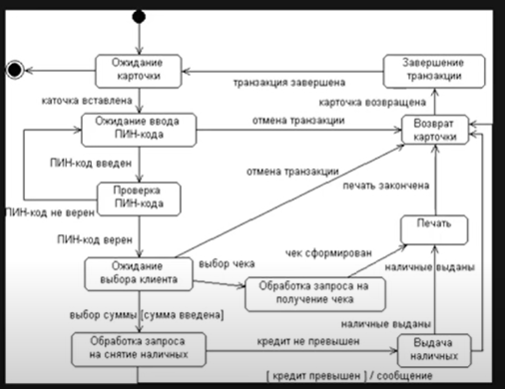 Ожидание
карточки
Завершение
транзакции
транзакция завершена
каточка вставлена
карточка возвращена
Ожидание ввода
ПИН-кода
отмена транзакции
Возврат
карточки
ПИН-код введен
отмена транзакции
Проверка
ПИН-кода
печать закончена
ПИН-код не верен
Печать
ПИН-код верен
чек сформирован
Ожидание
выбора клиента
выбор чека
наличные выданы
Обработка запроса на
получение чека
выбор суммы [сумма введена]
наличные выданы
Обработка запроса
на снятие наличных
кредит не превышен
Выдача
наличных
[ кредит превышен ] / сообщение